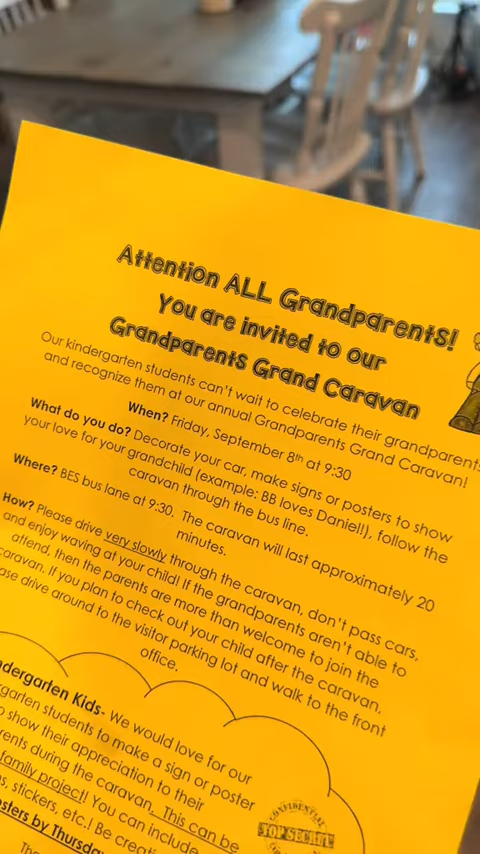 Attention ALL Grandparents!
You are invited to our
Grandparents Grand Caravan
Our kindergarten students can't wait to celebrate their grandparents
and recognize them at our annual Grandparents Grand Caravan!
When? Friday, September 8th at 9:30
What do you do? Decorate your car, make signs or posters to show
your love for your grandchild (example: BB loves Daniel!), follow the
caravan through the bus line.
Where? BES bus lane at 9:30. The caravan will last approximately 20
minutes.
How? Please drive very slowly through the caravan, don't pass cars,
and enjoy waving at your child! If the grandparents aren't able to
attend, then the parents are more than welcome to join the
caravan. If you plan to check out your child after the caravan,
drive around to the visitor parking lot and walk to the front
office.
Kids- We would love for our
students to make a sign or poster
to show their appreciation to their
during the caravan. This can be
family project! You can include
stickers, etc.! Be
by
CONFIDENTIAL
TOP SECRET